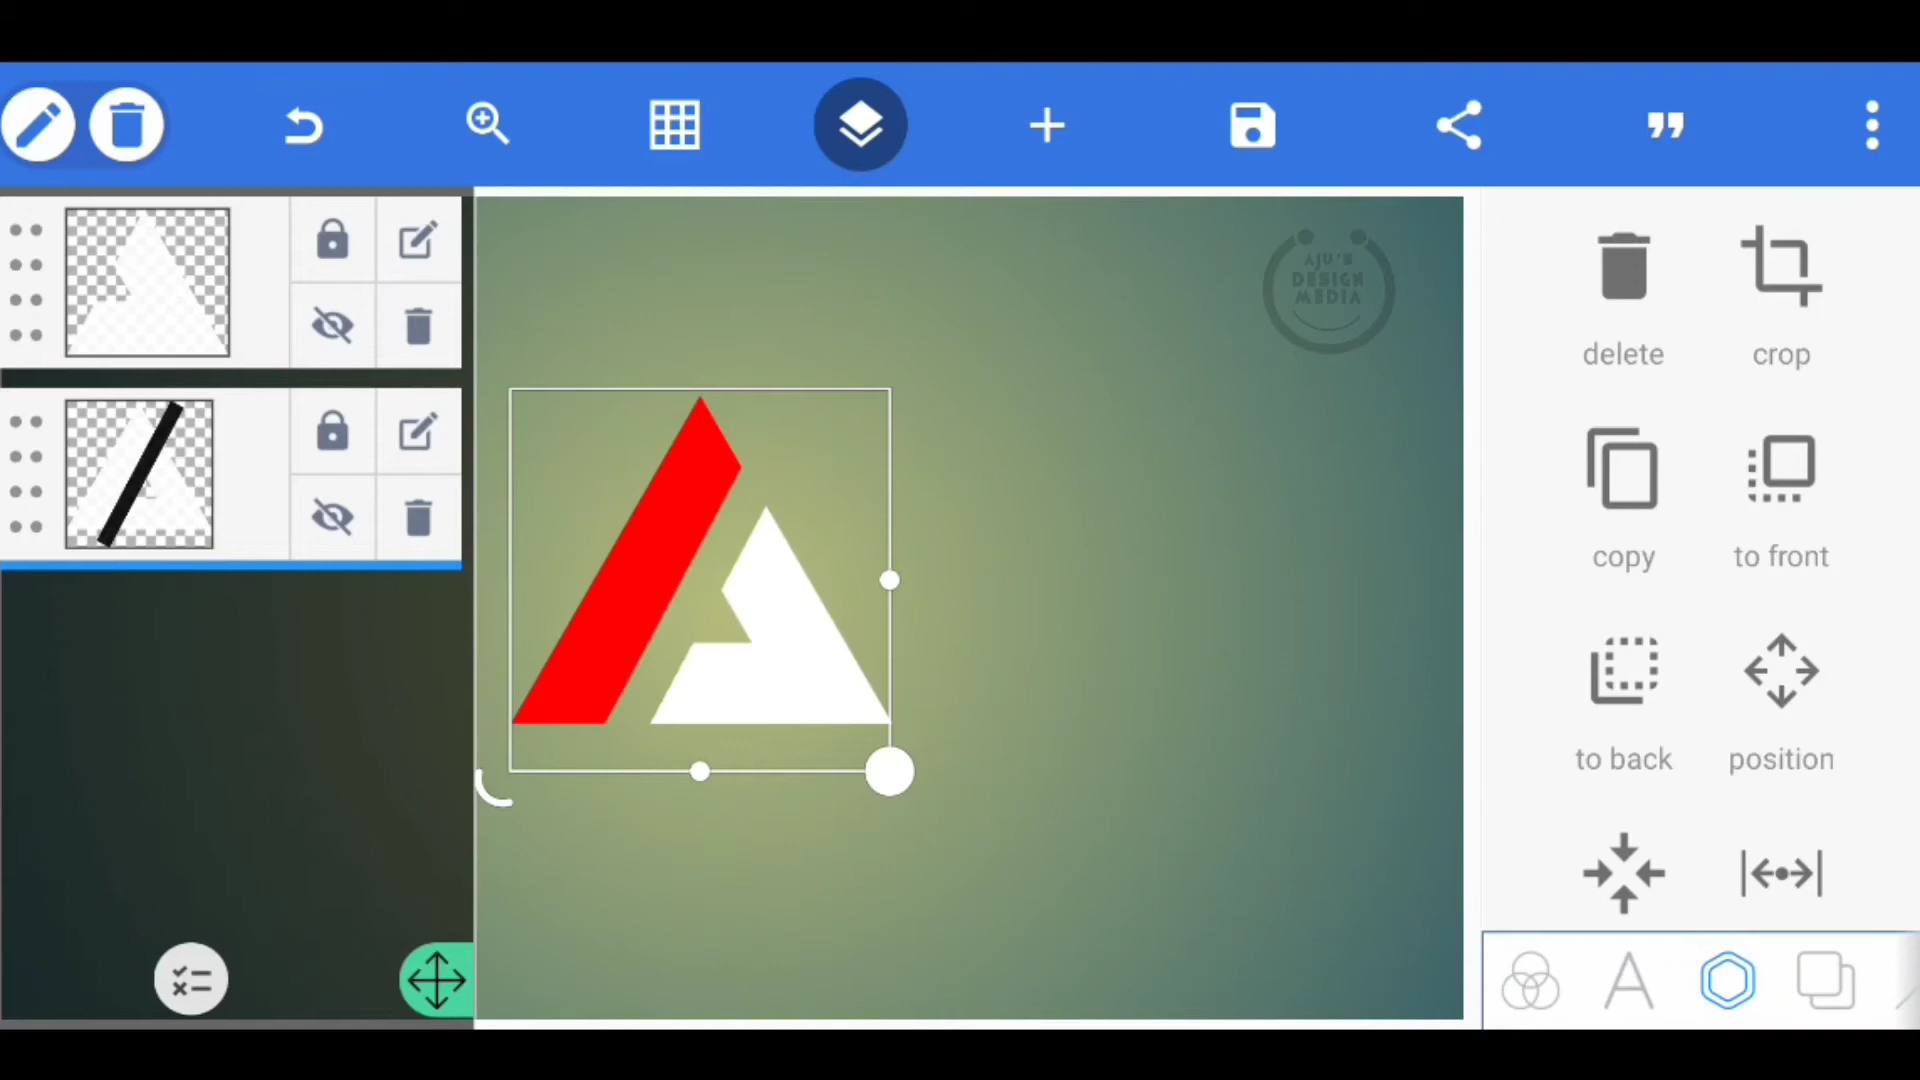 AJU'S
DESIGN
MEDIA
delete
crop
copy
to front
to back
position